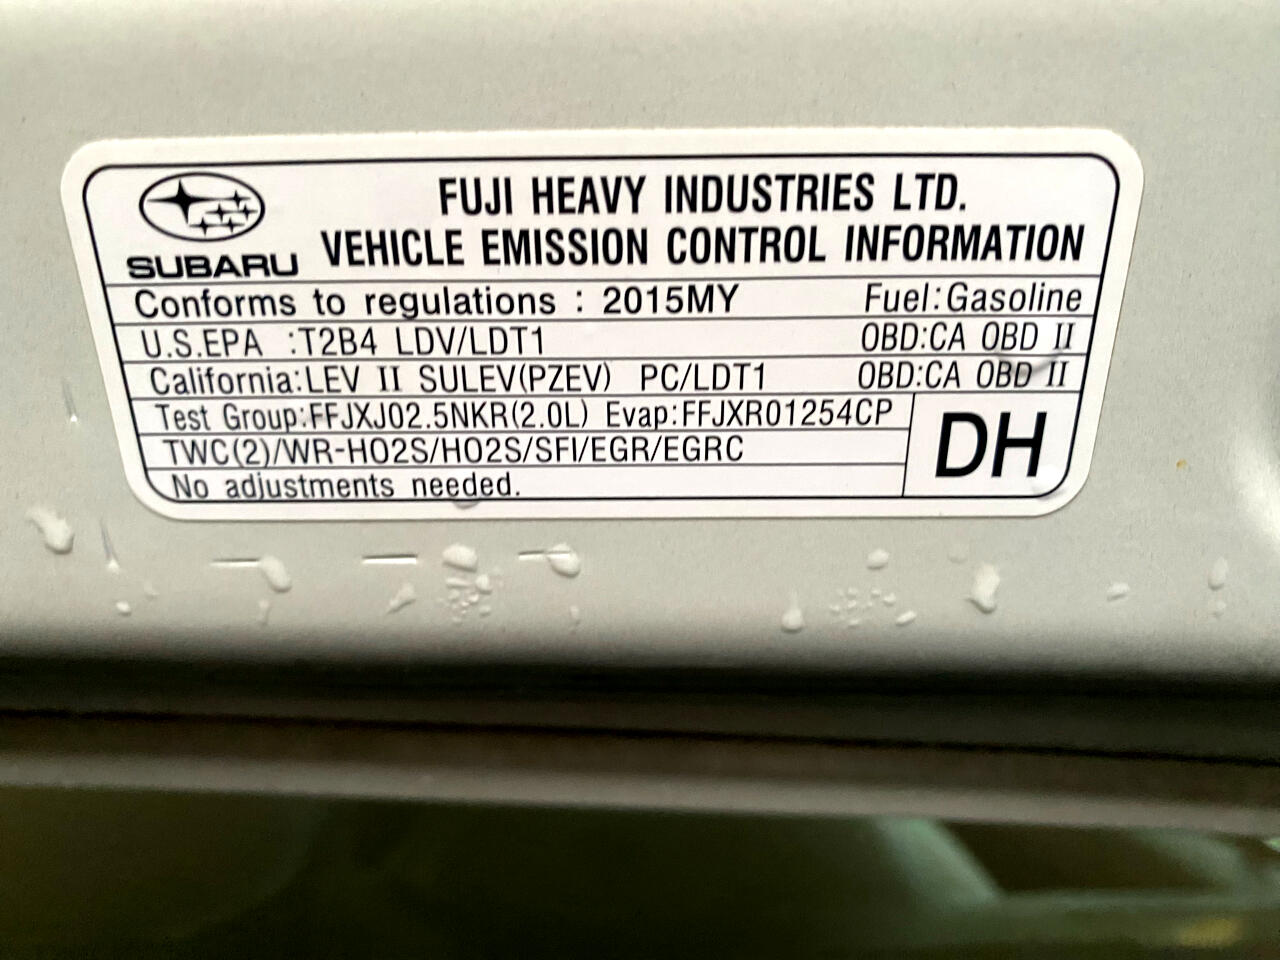 FUJI HEAVY INDUSTRIES LTD.
SUBARU VEHICLE EMISSION CONTROL INFORMATION
Conforms to regulations : 2015MY Fuel:Gasoline
U.S.EPA :T2B4 LDV/LDT1 OBD:CA OBD II
California:LEV II SULEV(PZEV) PC/LDT1 OBD:CA OBD II
Test Group:FFJXJ02.5NKR(2.0L) Evap:FFJXR01254CP
TWC(2)/WR-HO2S/HO2S/SFI/EGR/EGRC
No adjustments needed.
DH